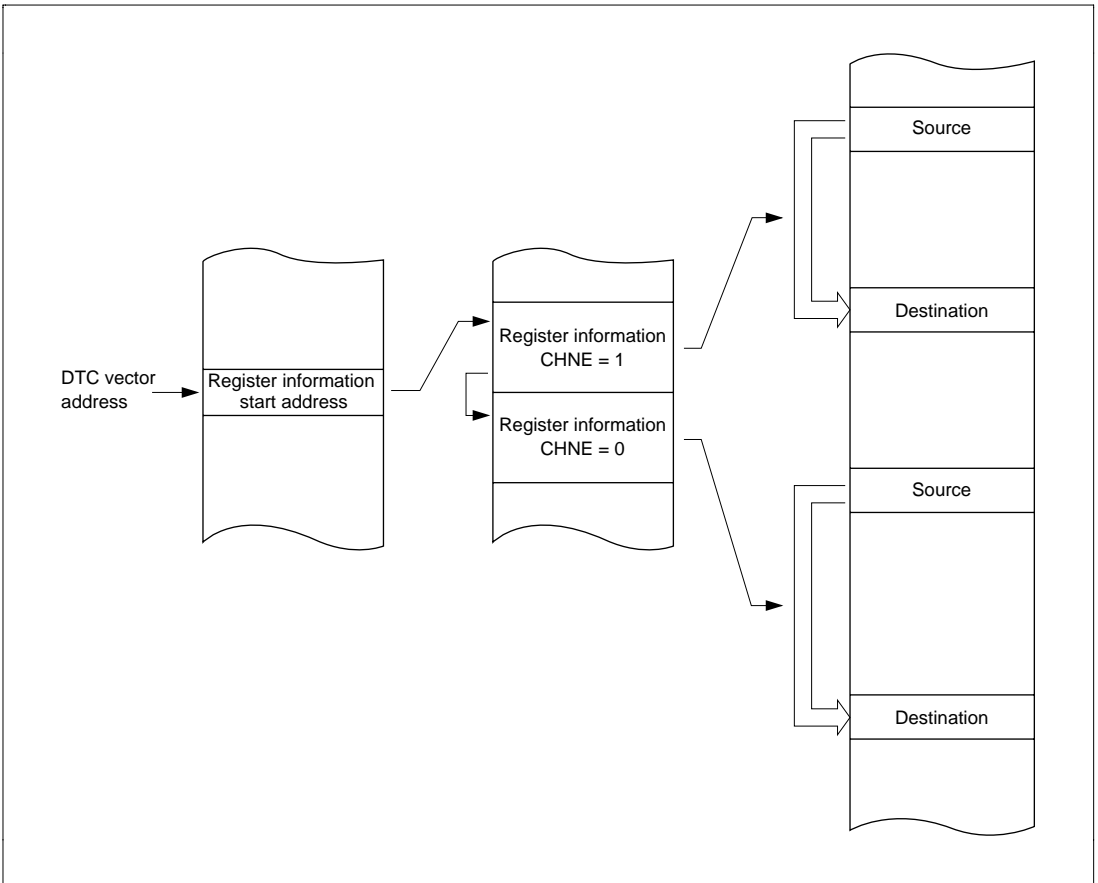 DTC vector
address
Register information
start address
Register information
CHNE = 1
Register information
CHNE = 0
Source
Destination
Source
Destination